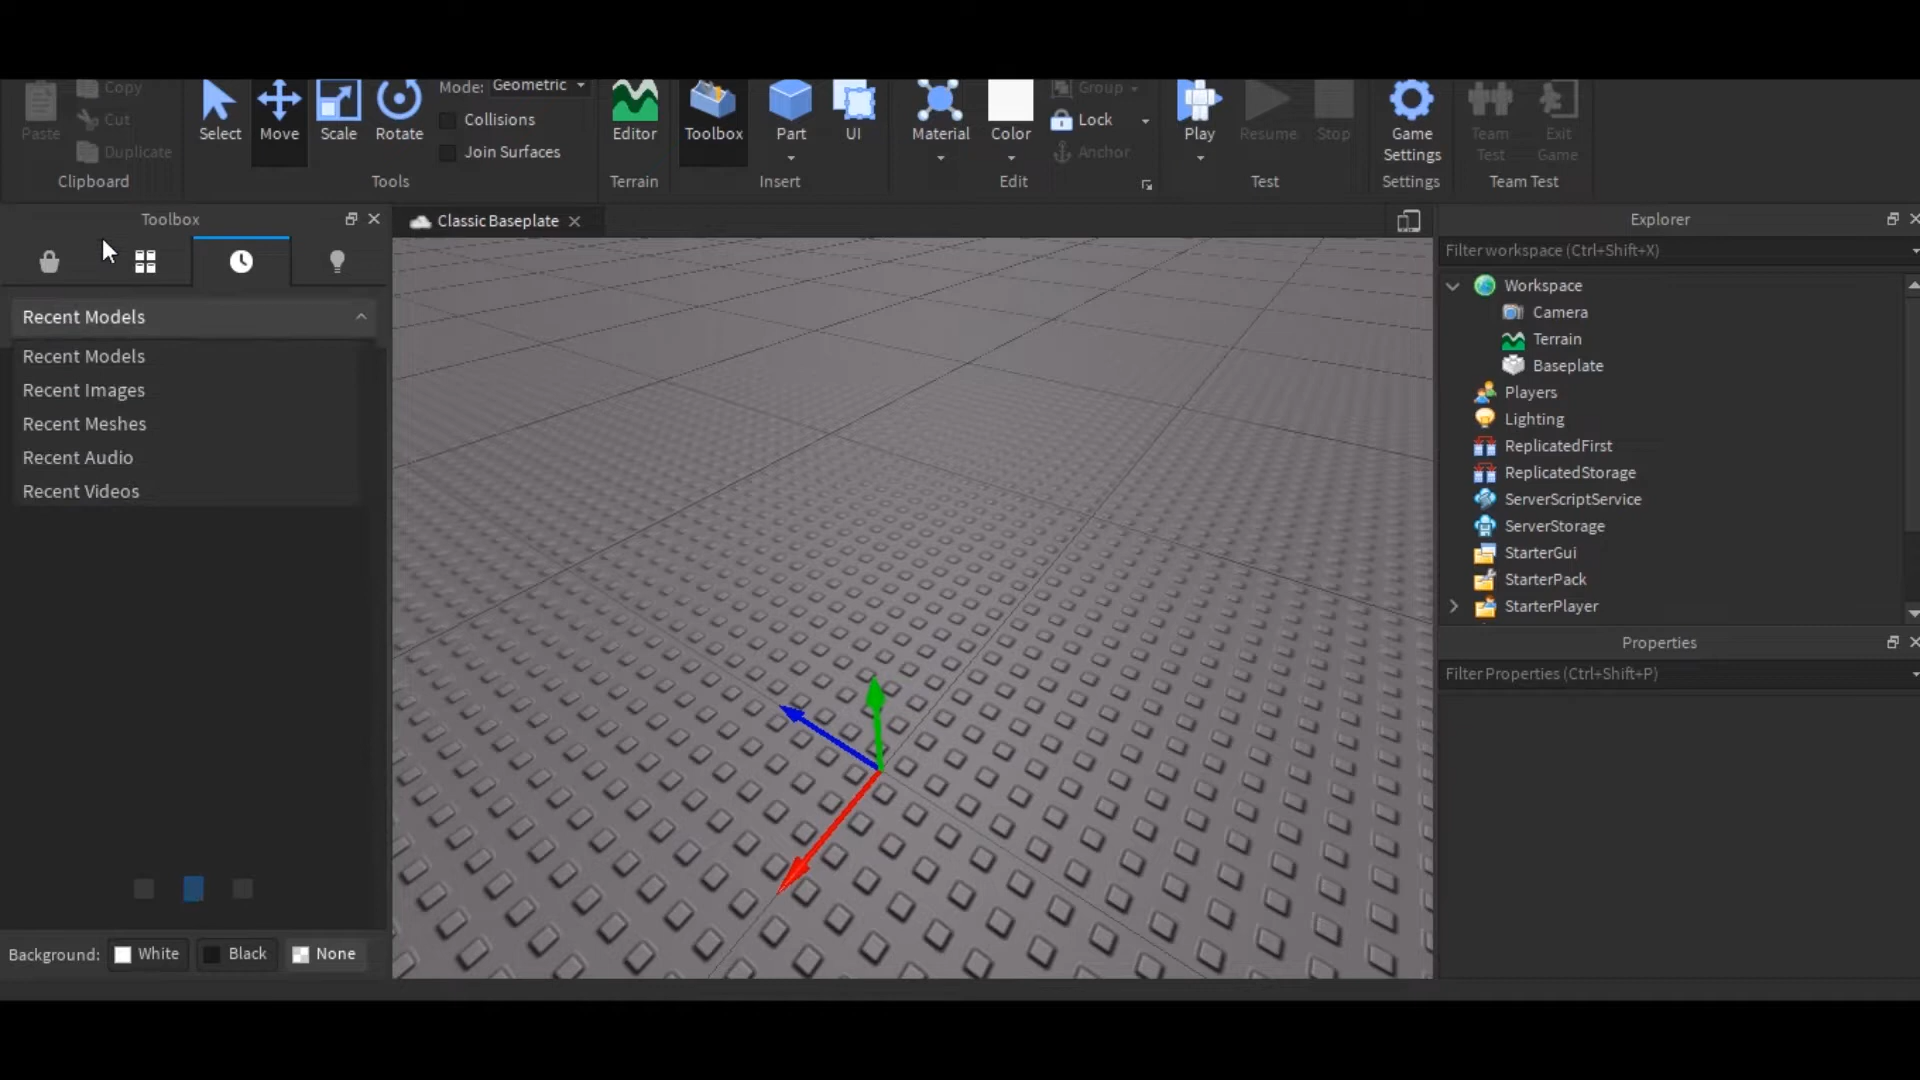 Paste
Copy
Cut
Duplicate
Clipboard
Select
Move
Scale
Rotate
Mode: Geometric
Collisions
Join Surfaces
Tools
Editor
Terrain
Toolbox
Part
UI
Insert
Material
Color
Group
Lock
Anchor
Edit
Play
Resume
Stop
Test
Game
Settings
Settings
Team
Test
Exit
Game
Team Test
Toolbox
Classic Baseplate
Recent Models
Recent Models
Recent Images
Recent Meshes
Recent Audio
Recent Videos
Background:
White
Black
None
Explorer
Filter workspace (Ctrl+Shift+X)
Workspace
Camera
Terrain
Baseplate
Players
Lighting
ReplicatedFirst
ReplicatedStorage
ServerScriptService
ServerStorage
StarterGui
StarterPack
StarterPlayer
Properties
Filter Properties (Ctrl+Shift+P)